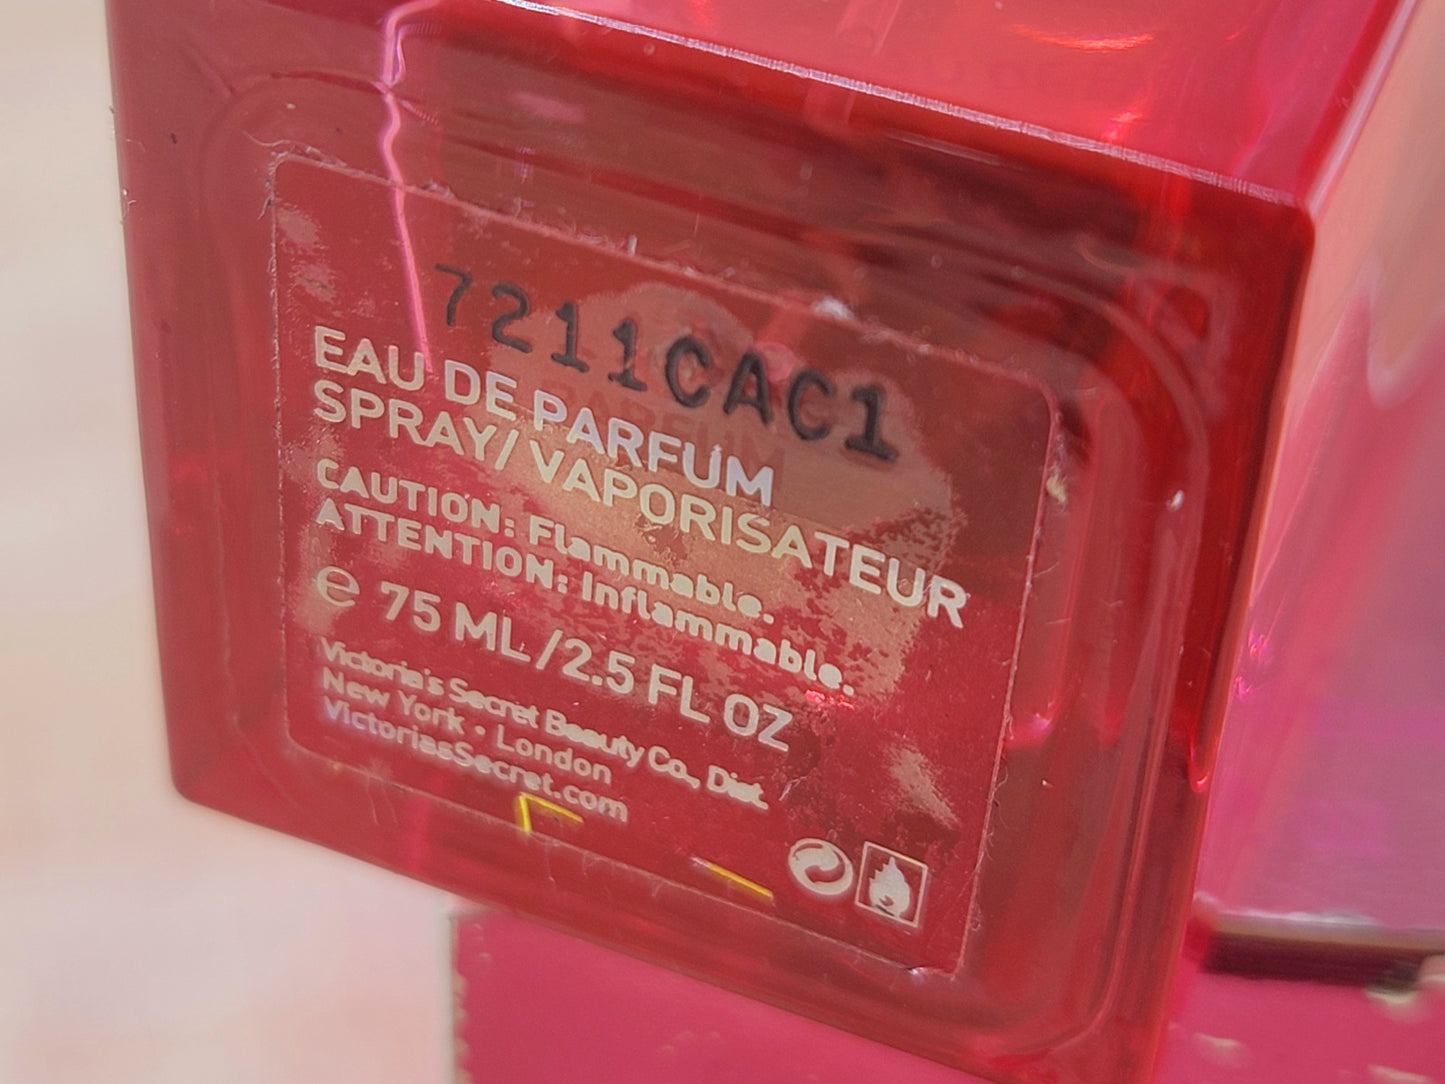 7211CAC1
EAU DE PARFUM
SPRAY/VAPORISATEUR
CAUTION: Flammable.
ATTENTION: Inflammable.
℮ 75 ML/2.5 FL OZ
Victoria's Secret Beauty Co., Dist.
New York • London
VictoriasSecret.com